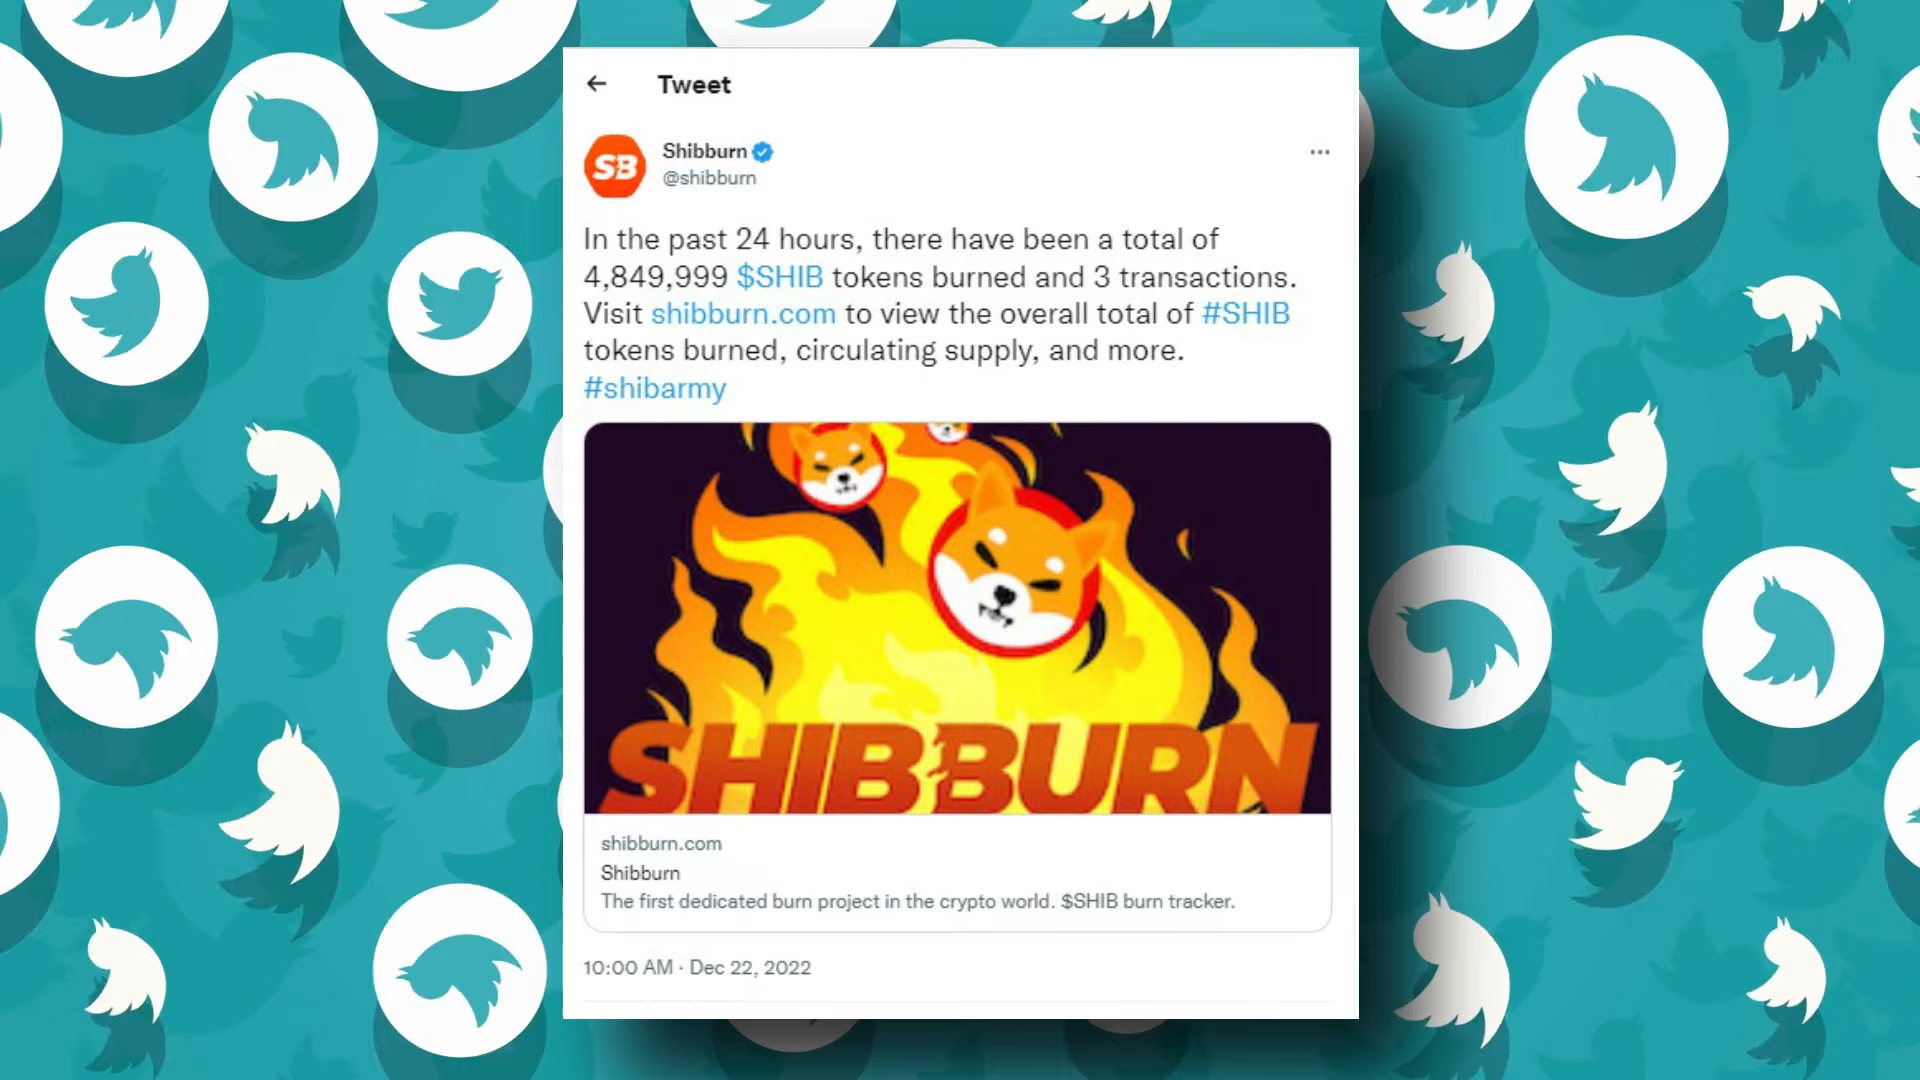 Tweet
SB
Shibburn
@shibburn
In the past 24 hours, there have been a total of
4,849,999 $SHIB tokens burned and 3 transactions.
Visit shibburn.com to view the overall total of #SHIB
tokens burned, circulating supply, and more.
#shibarmy
SHIBBURN
shibburn.com
Shibburn
The first dedicated burn project in the crypto world. $SHIB burn tracker.
10:00 AM · Dec 22, 2022